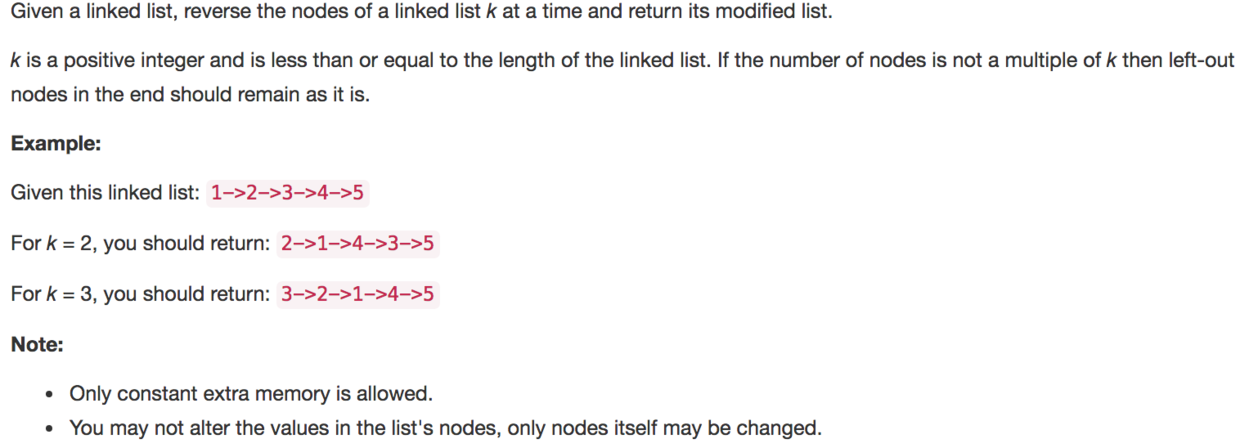 Given a linked list, reverse the nodes of a linked list k at a time and return its modified list.
k is a positive integer and is less than or equal to the length of the linked list. If the number of nodes is not a multiple of k then left-out
nodes in the end should remain as it is.
Example:
Given this linked list: 1->2->3->4->5
For k = 2, you should return: 2->1->4->3->5
For k = 3, you should return: 3->2->1->4->5
Note:
• Only constant extra memory is allowed.
• You may not alter the values in the list's nodes, only nodes itself may be changed.